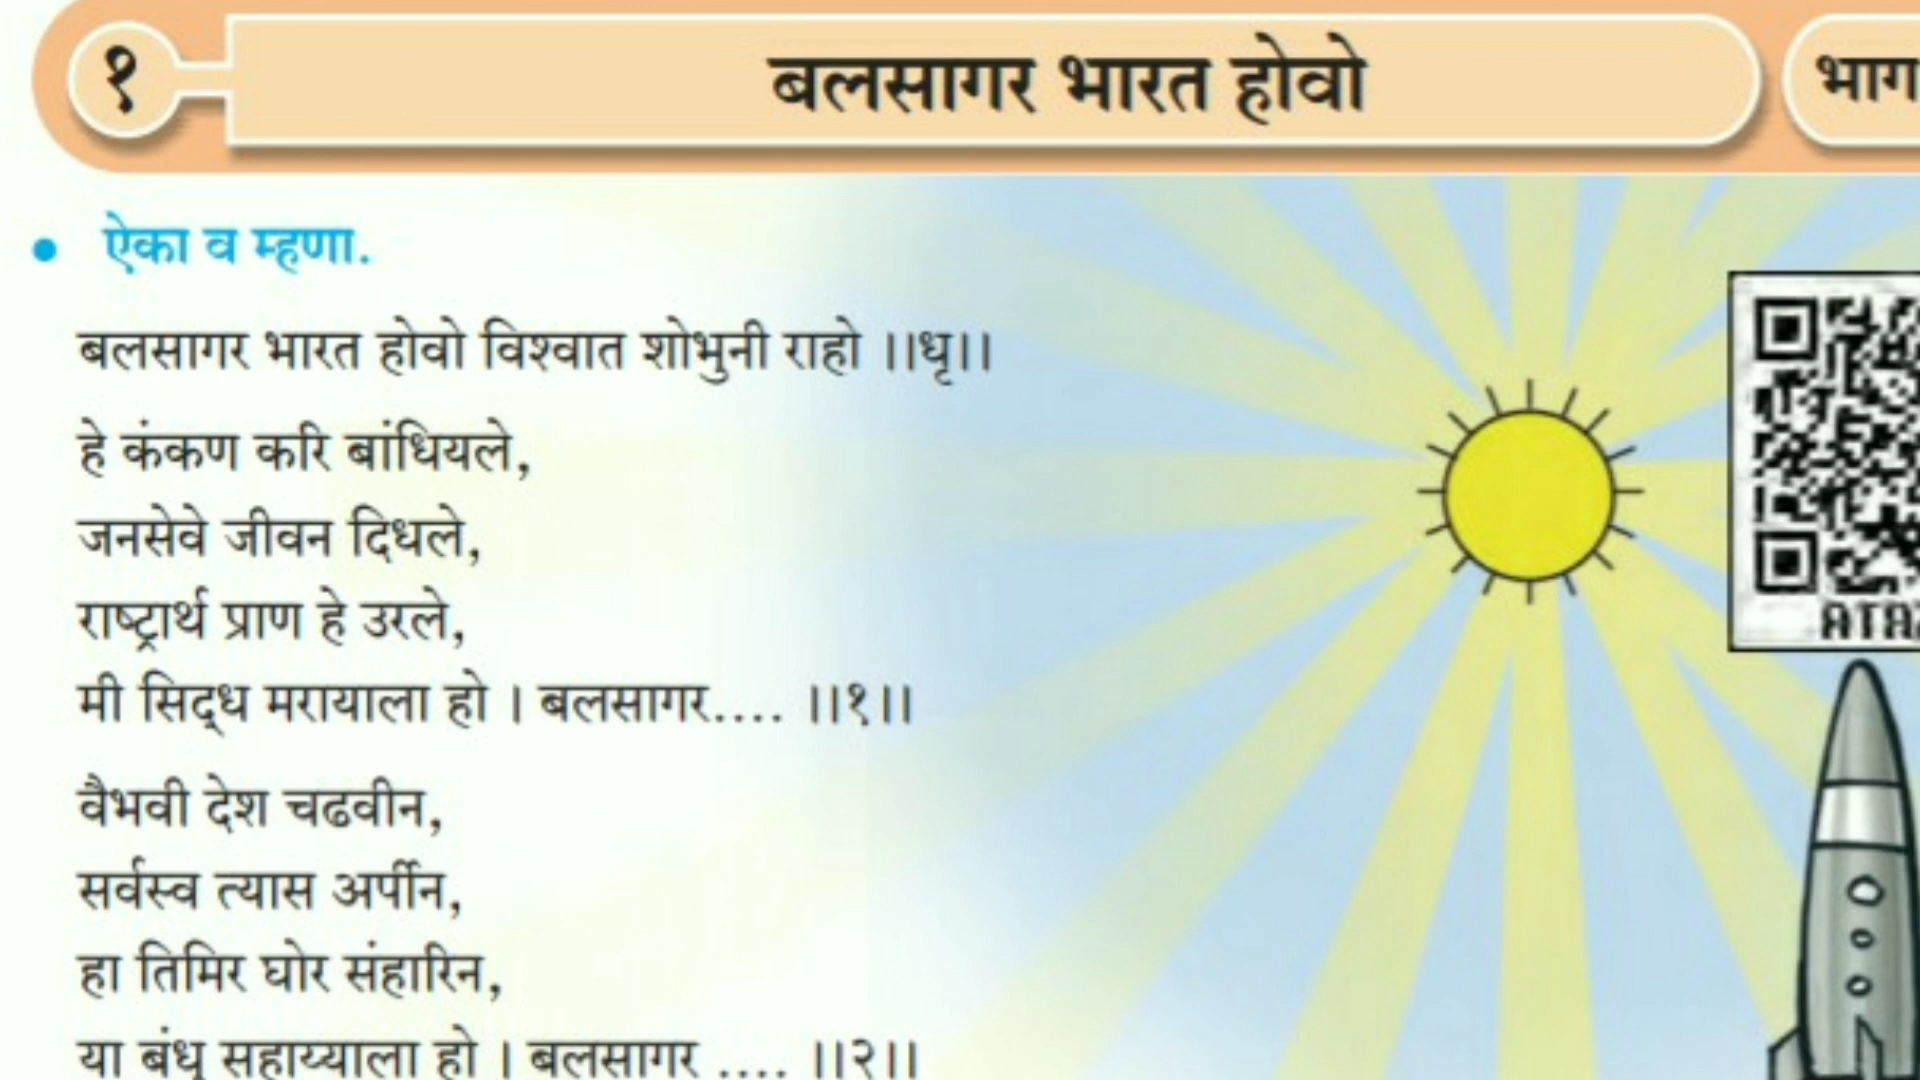 १
बलसागर भारत होवो
भाग
ऐका व म्हणा.
बलसागर भारत होवो विश्वात शोभुनी राहो ।।धृ।।
हे कंकण करि बांधियले,
जनसेवे जीवन दिधले,
राष्ट्रार्थ प्राण हे उरले,
मी सिद्ध मरायाला हो । बलसागर.... ।।१।।
वैभवी देश चढवीन,
सर्वस्व त्यास अर्पीन,
हा तिमिर घोर संहारिन,
या बंधु सहाय्याला हो । बलसागर .... ।।२।।